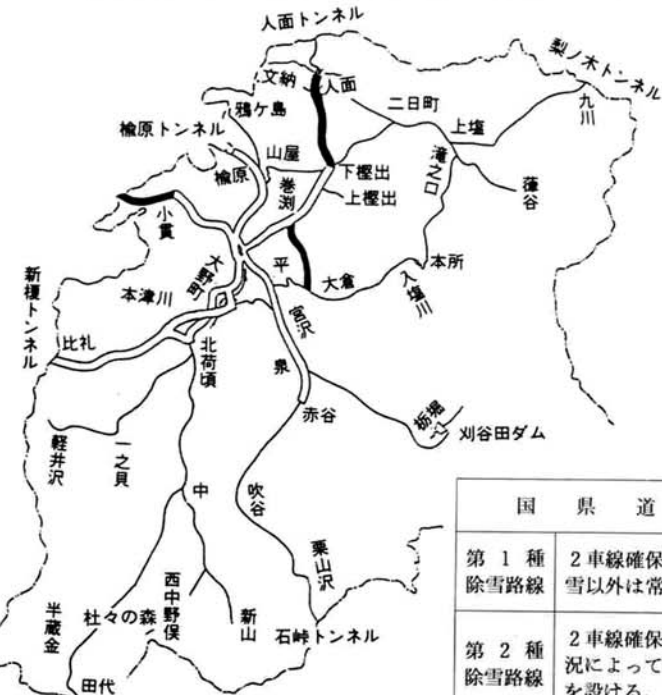 人面トンネル
梨ノ木トンネル
文納
人面
鴉ケ島
二日町
九川
楡原トンネル
上塩
山屋
滝之口
楡原
下樫出
葎谷
巻渕
上樫出
小貫
大野町
平
大倉
本所
入塩川
新榎トンネル
本津川
宮沢
比礼
北荷頃
泉
赤谷
栃堀
刈谷田ダム
軽井沢
一之貝
中
吹谷
栗山沢
半蔵金
杜々の森
西中野俣
新山
石峠トンネル
田代
国 県 道
第 1 種
除雪路線
2車線確保
雪以外は常
第 2 種
除雪路線
2車線確保
況によって
を設ける